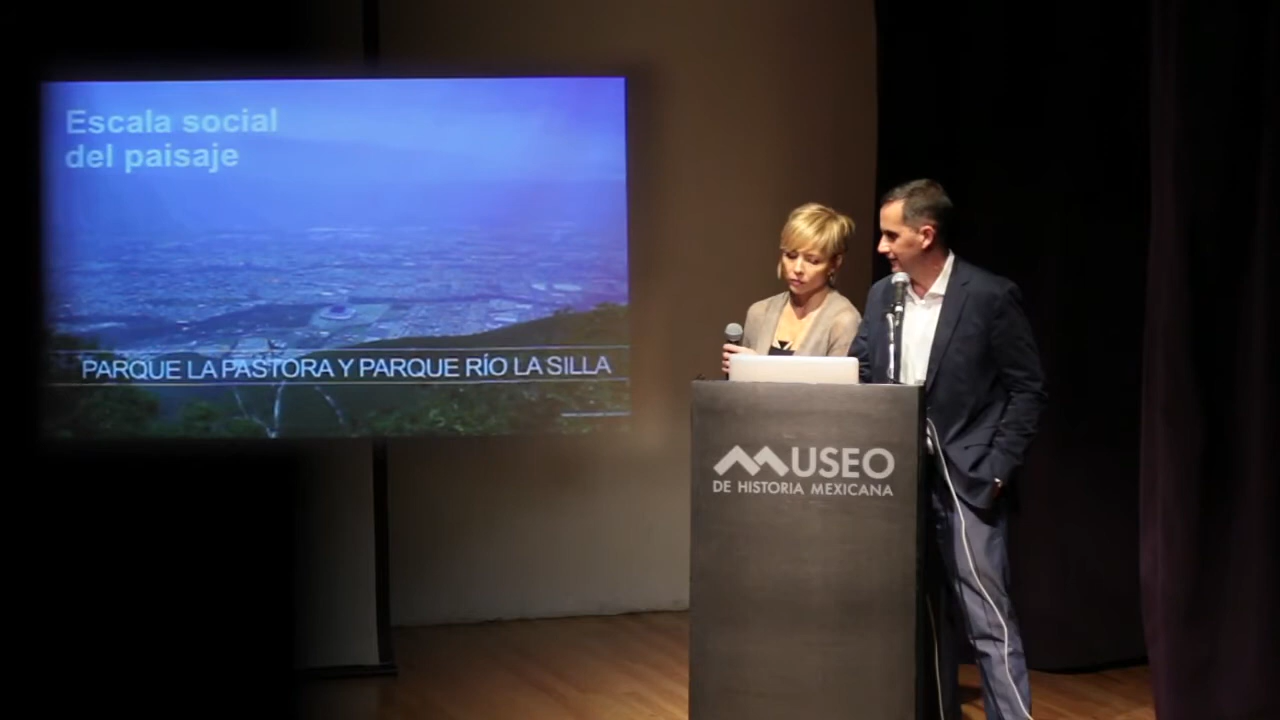 Escala social
del paisaje
PARQUE LA PASTORA Y PARQUE RÍO LA SILLA
MUSEO
DE HISTORIA MEXICANA